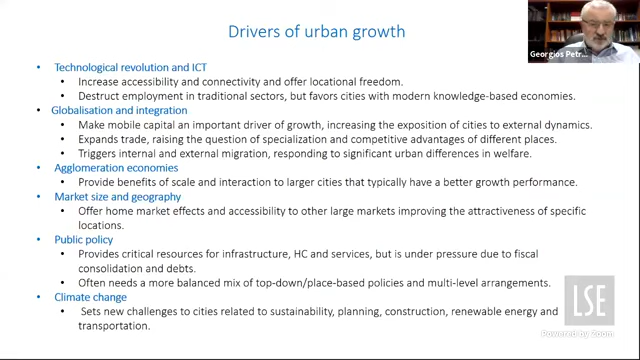 Drivers of urban growth
Georgios Petr...
• Technological revolution and ICT
• Increase accessibility and connectivity and offer locational freedom.
• Destruct employment in traditional sectors, but favors cities with modern knowledge-based economies.
• Globalisation and integration
• Make mobile capital an important driver of growth, increasing the exposition of cities to external dynamics.
• Expands trade, raising the question of specialization and competitive advantages of different places.
• Triggers internal and external migration, responding to significant urban differences in welfare.
• Agglomeration economies
• Provide benefits of scale and interaction to larger cities that typically have a better growth performance.
• Market size and geography
• Offer home market effects and accessibility to other large markets improving the attractiveness of specific
locations.
• Public policy
• Provides critical resources for infrastructure, HC and services, but is under pressure due to fiscal
consolidation and debts.
• Often needs a more balanced mix of top-down/place-based policies and multi-level arrangements.
• Climate change
• Sets new challenges to cities related to sustainability, planning, construction, renewable energy and
transportation.
LSE
Powered by Zoom